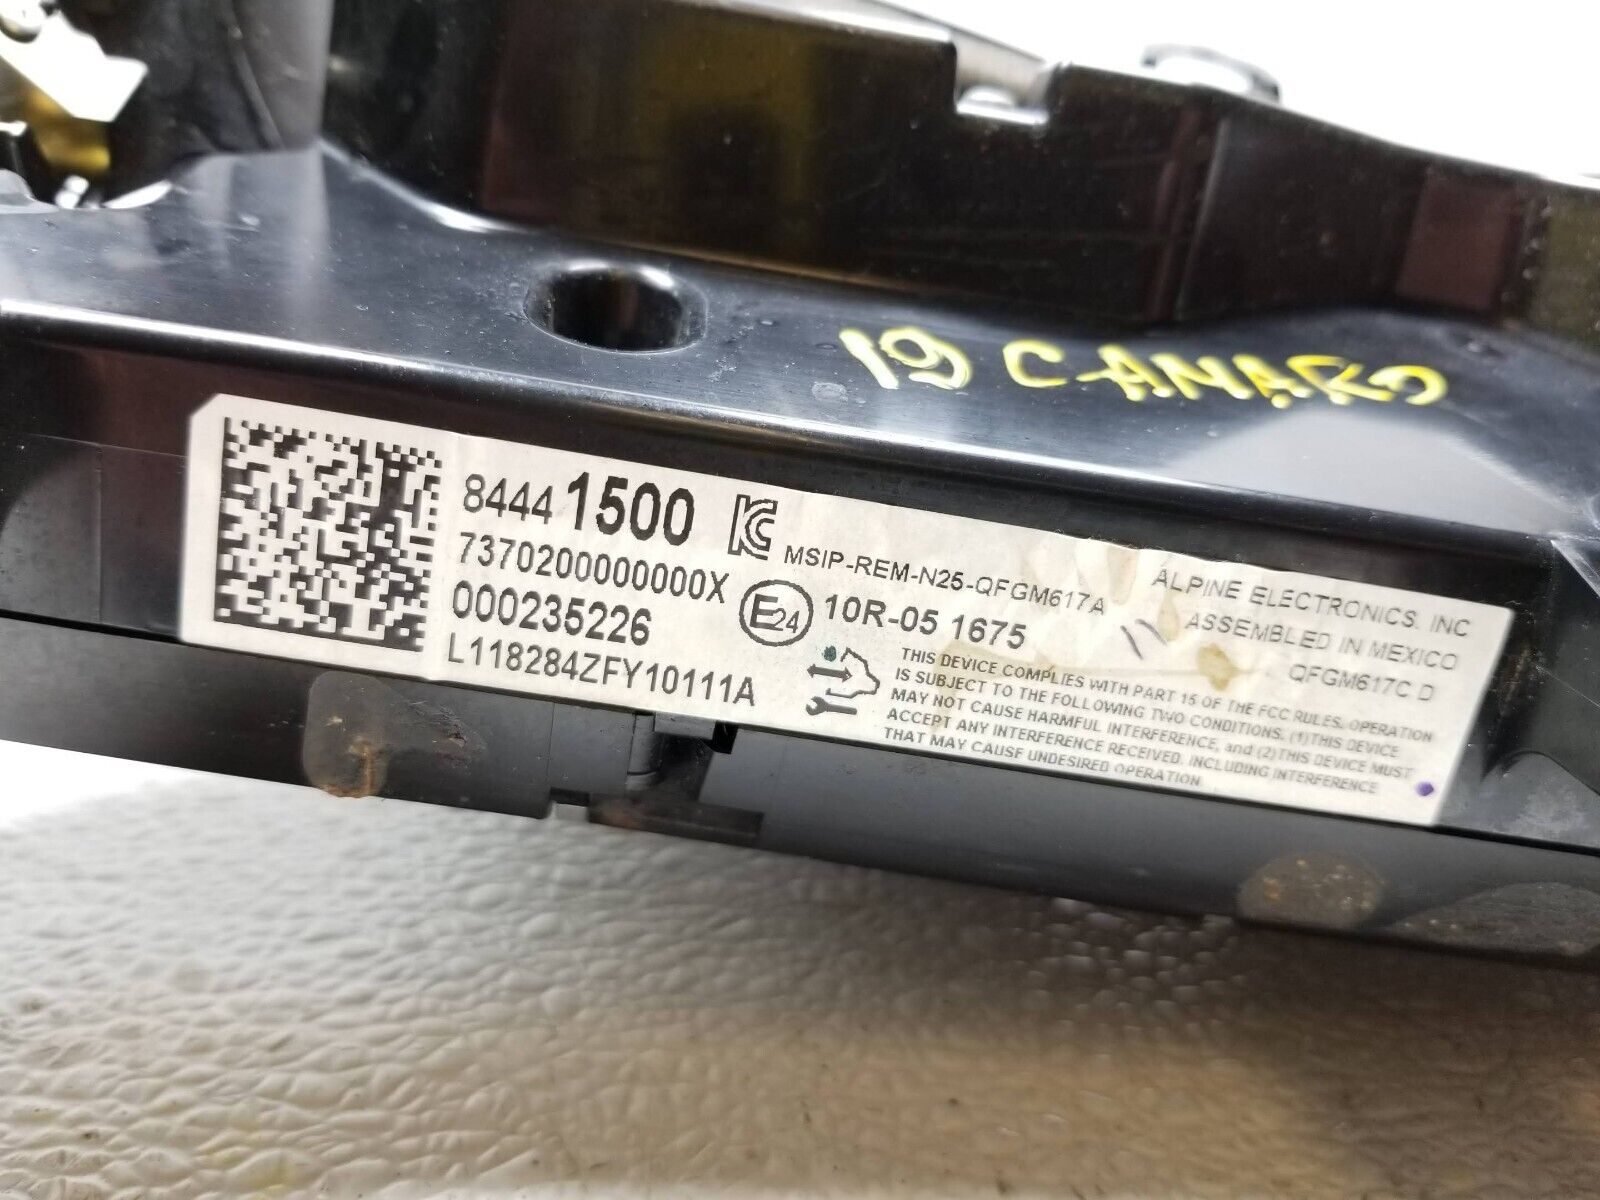 19 CAMARO
84441500
7370200000000X
000235226
L118284ZFY10111A
KC
MSIP-REM-N25-QFGM617A
E24 10R-05 1675
ALPINE ELECTRONICS, INC
ASSEMBLED IN MEXICO
QFGM617C D
THIS DEVICE COMPLIES WITH PART 15 OF THE FCC RULES. OPERATION
IS SUBJECT TO THE FOLLOWING TWO CONDITIONS. (1)THIS DEVICE
MAY NOT CAUSE HARMFUL INTERFERENCE, and (2)THIS DEVICE MUST
ACCEPT ANY INTERFERENCE RECEIVED, INCLUDING INTERFERENCE
THAT MAY CAUSE UNDESIRED OPERATION.